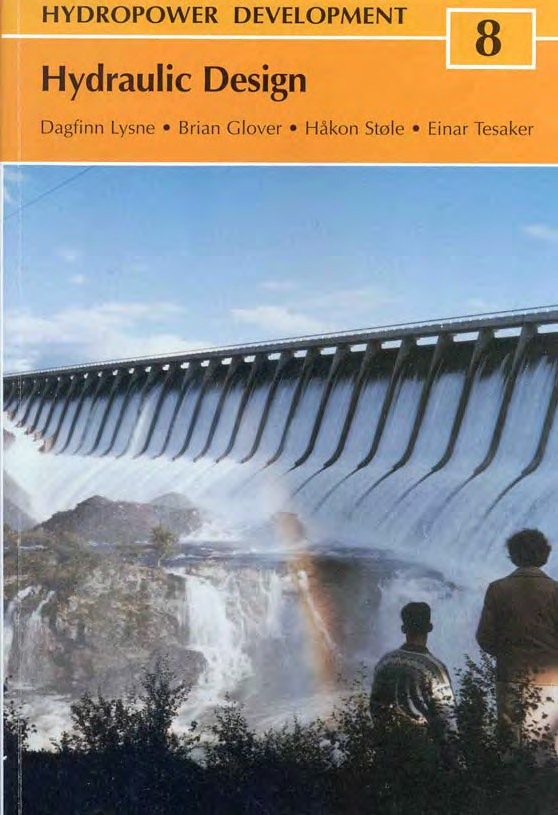 HYDROPOWER DEVELOPMENT
8
Hydraulic Design
Dagfinn Lysne • Brian Glover • Håkon Støle • Einar Tesaker